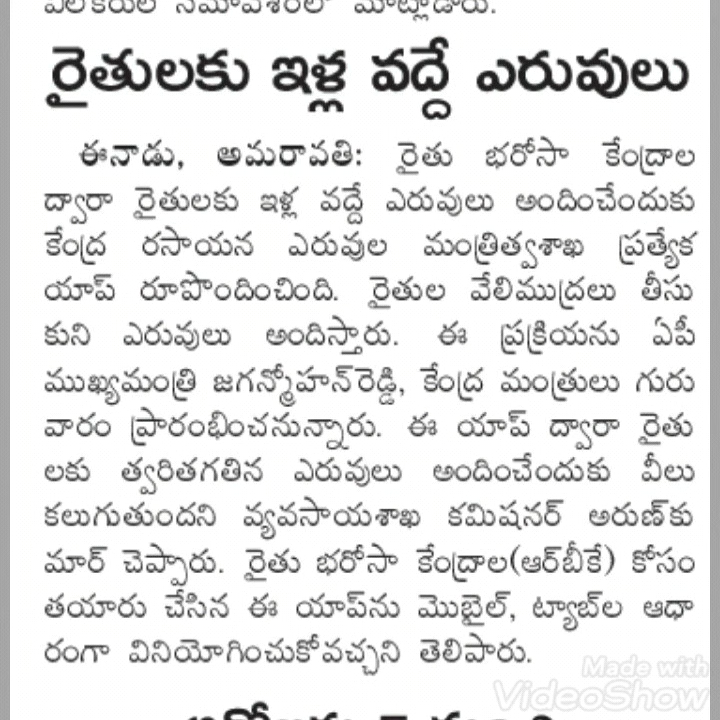 రైతులకు ఇళ్ల వద్దే ఎరువులు
ఈనాడు, అమరావతి: రైతు భరోసా కేంద్రాల
ద్వారా రైతులకు ఇళ్ల వద్దే ఎరువులు అందించేందుకు
కేంద్ర రసాయన ఎరువుల మంత్రిత్వశాఖ ప్రత్యేక
యాప్ రూపొందించింది. రైతుల వేలిముద్రలు తీసు
కుని ఎరువులు అందిస్తారు. ఈ ప్రక్రియను ఏపీ
ముఖ్యమంత్రి జగన్మోహన్‌రెడ్డి, కేంద్ర మంత్రులు గురు
వారం ప్రారంభించనున్నారు. ఈ యాప్ ద్వారా రైతు
లకు త్వరితగతిన ఎరువులు అందించేందుకు వీలు
కలుగుతుందని వ్యవసాయశాఖ కమిషనర్ అరుణ్‌కు
మార్ చెప్పారు. రైతు భరోసా కేంద్రాల(ఆర్‌బీకే) కోసం
తయారు చేసిన ఈ యాప్‌ను మొబైల్, ట్యాబ్‌ల ఆధా
రంగా వినియోగించుకోవచ్చని తెలిపారు.
Made with
VideoShow